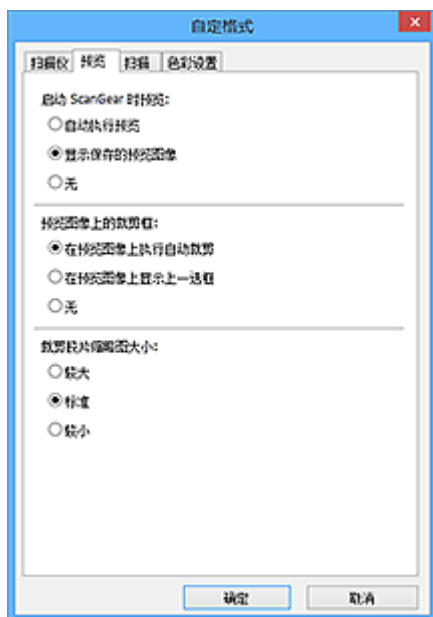 自定格式
扫描仪 预览 扫描 色彩设置
启动 ScanGear 时预览:
自动执行预览
显示保存的预览图像
无
预览图像上的裁剪框:
在预览图像上执行自动裁剪
在预览图像上显示上一选框
无
裁剪胶片缩略图大小:
较大
标准
较小
确定 取消